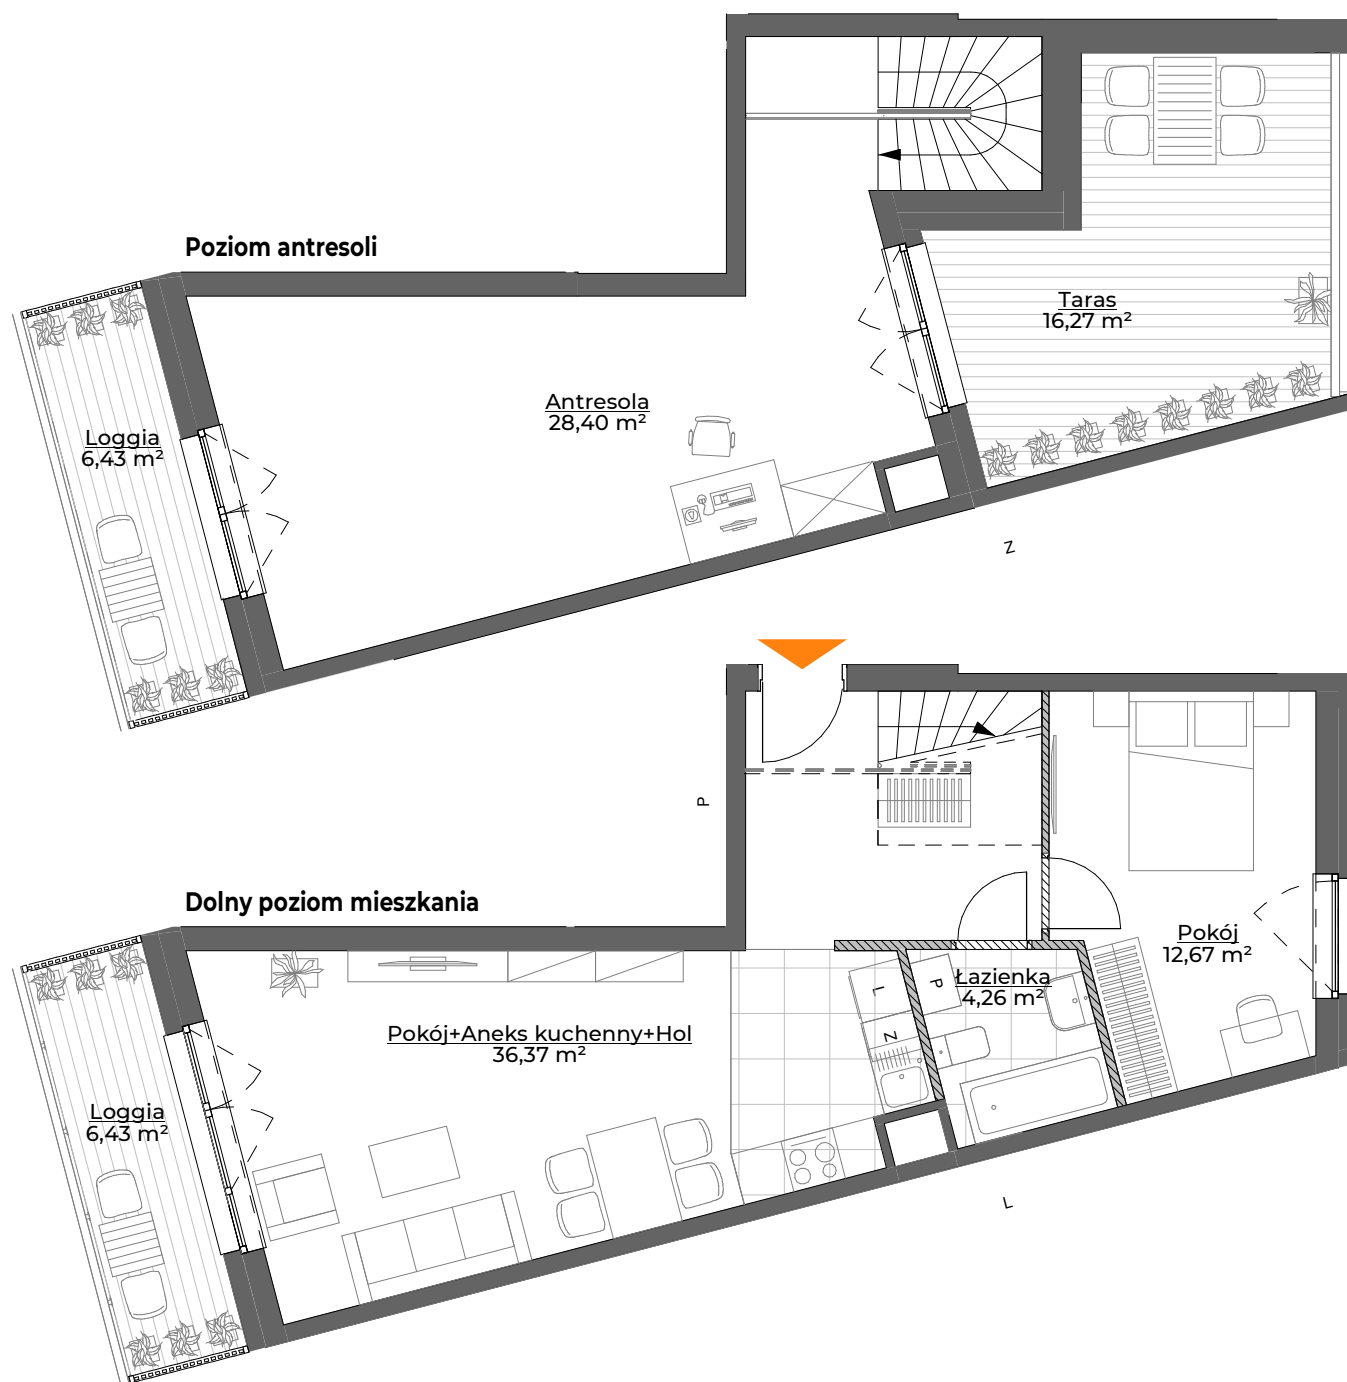 Poziom antresoli
Taras
16,27 m²
Antresola
28,40 m²
Loggia
6,43 m²
Z
P
Dolny poziom mieszkania
Pokój
12,67 m²
Łazienka
4,26 m²
P
L
Z
Pokój+Aneks kuchenny+Hol
36,37 m²
Loggia
6,43 m²
L